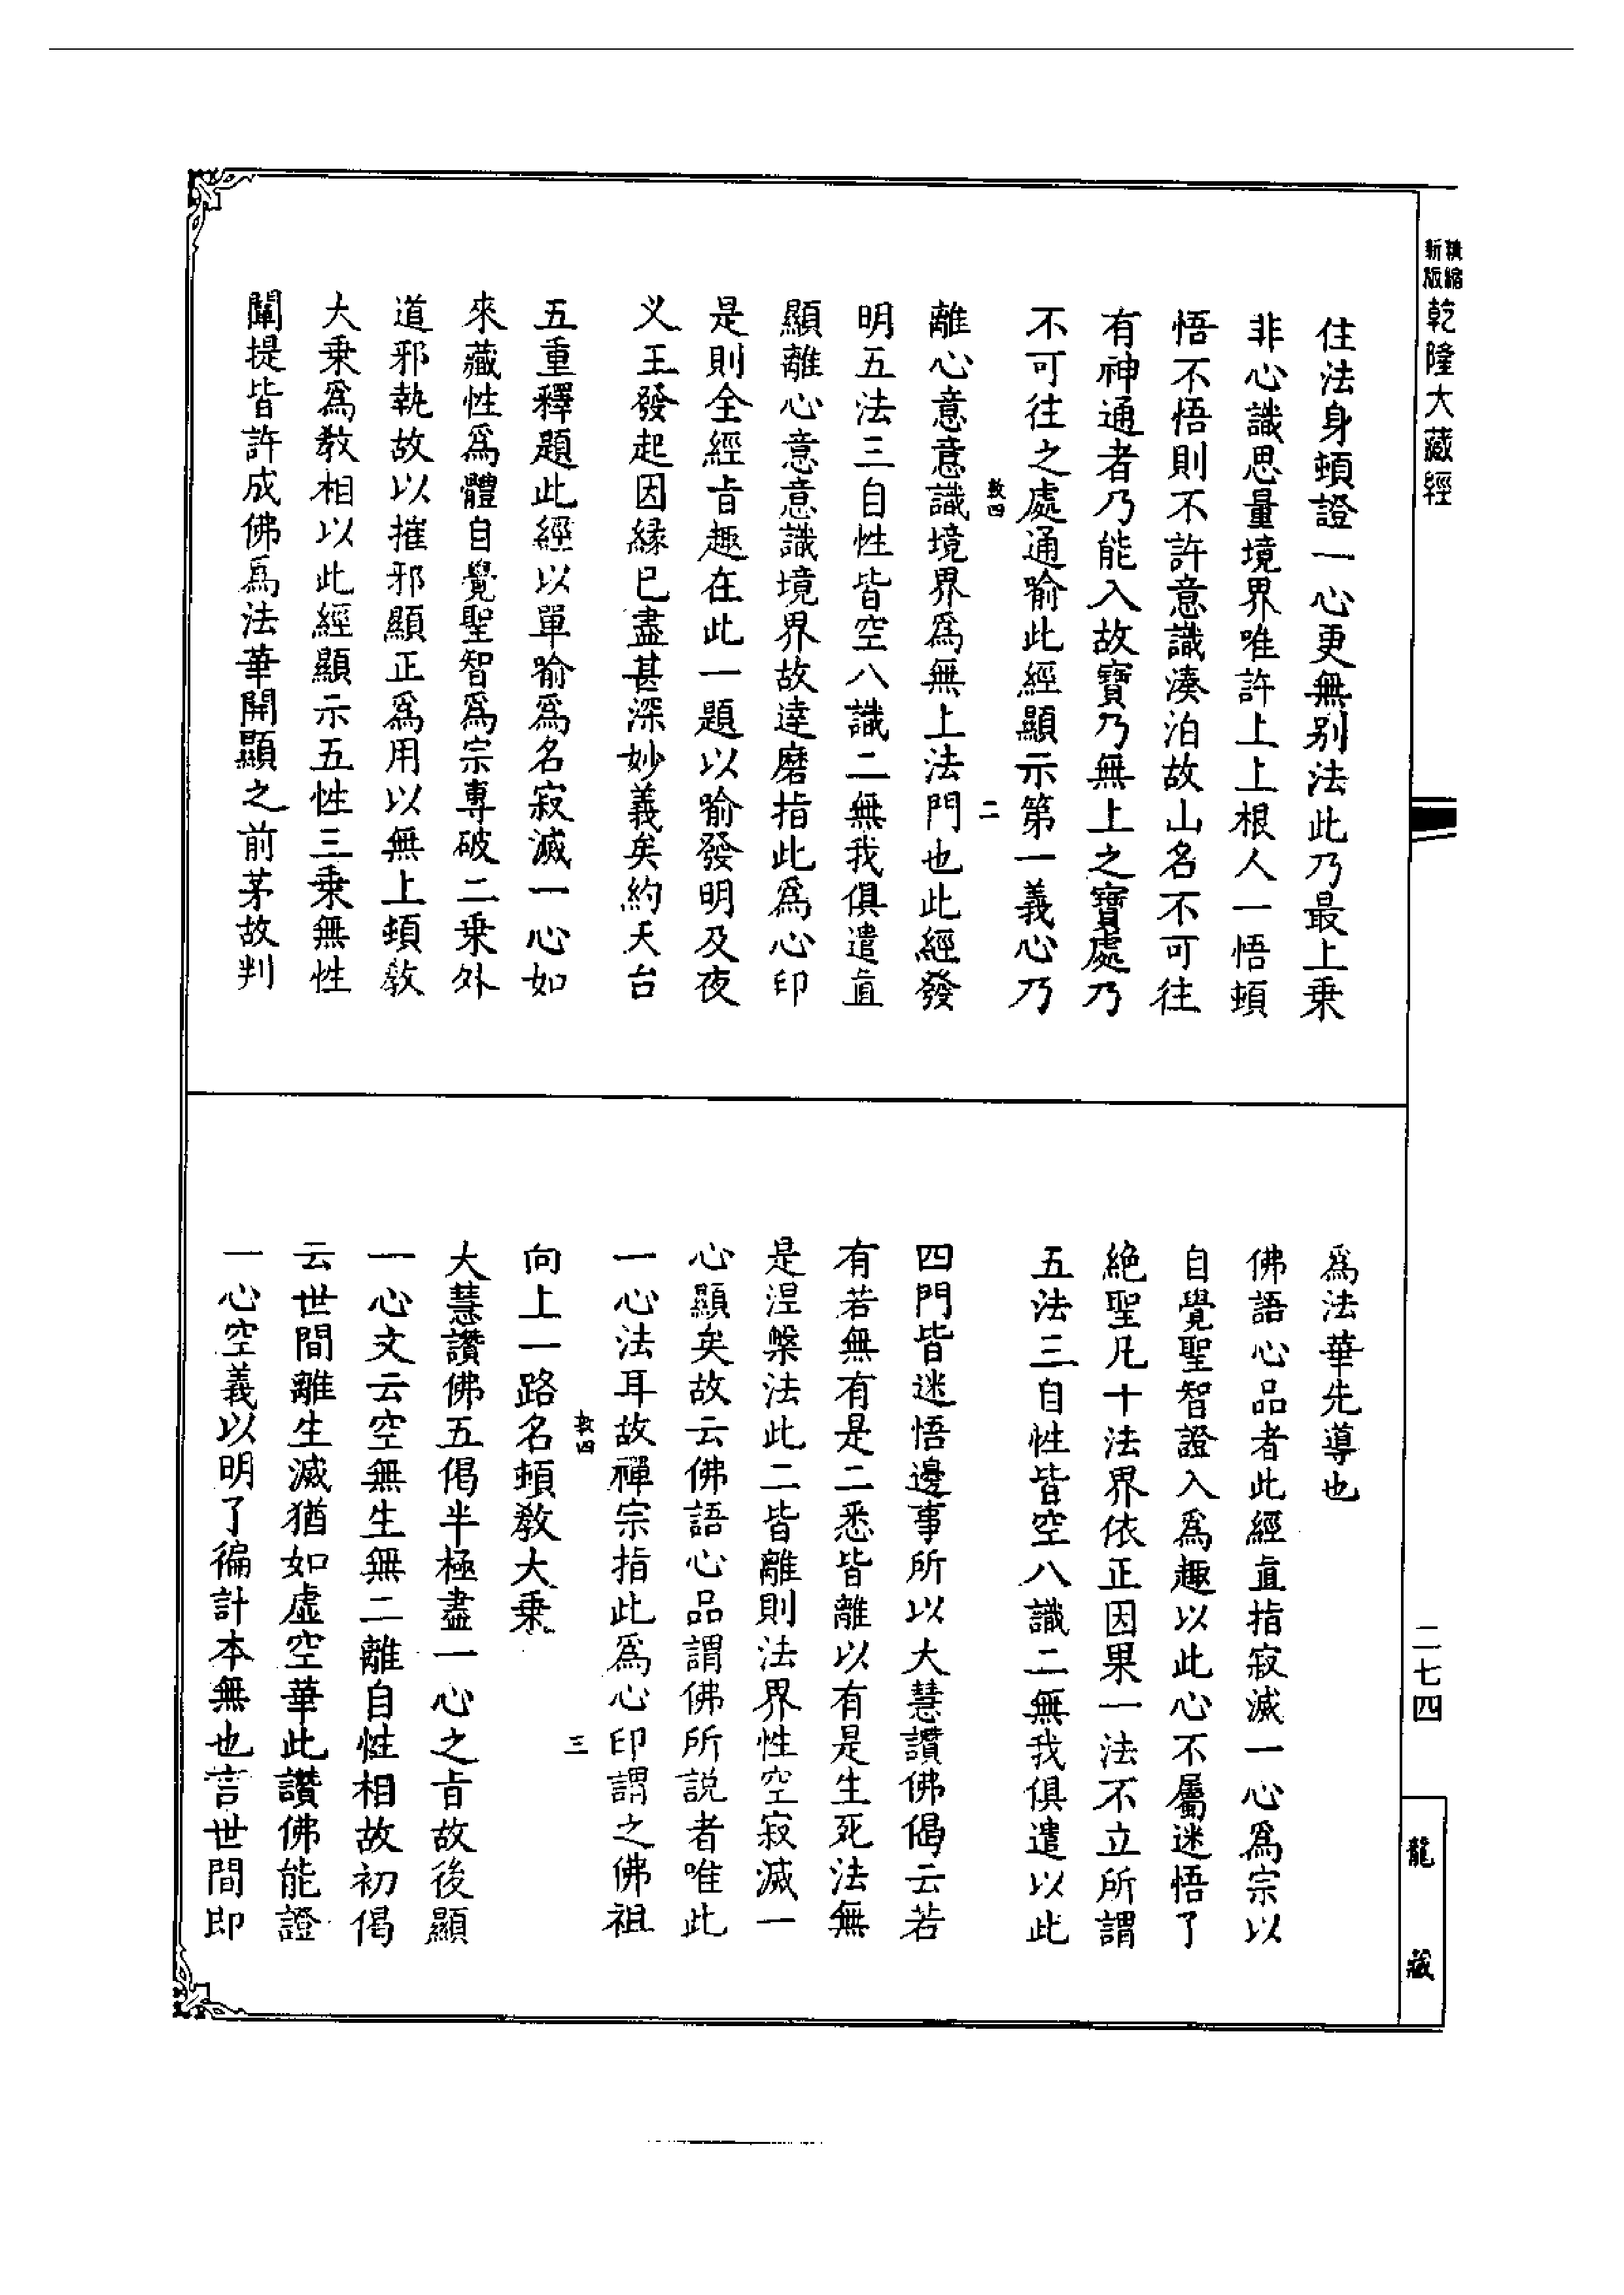 新版精縮乾隆大藏經
住法身頓證一心更無别法此乃最上乗
非心識思量境界唯許上上根人一悟頓
悟不悟則不許意識湊泊故山名不可往
有神通者乃能入故寶乃無上之寶處乃
不可往之處通喻此經顯示第一義心乃
教四 二
離心意意識境界爲無上法門也此經發
明五法三自性皆空八識二無我俱遣直
顯離心意意識境界故達磨指此爲心印
是則全經㫖趣在此一題以喻發明及夜
义王發起因緣已盡甚深妙義矣約天台
五重釋題此經以單喻爲名寂滅一心如
來藏性爲體自覺聖智爲宗專破二乗外
道邪執故以摧邪顯正爲用以無上頓教
大乗爲教相以此經顯示五性三乗無性
闡提皆許成佛爲法華開顯之前茅故判
爲法華先導也
佛語心品者此經直指寂滅一心爲宗以
自覺聖智證入爲趣以此心不屬迷悟了
絶聖凡十法界依正因果一法不立所謂
五法三自性皆空八識二無我俱遣以此
四門皆迷悟邊事所以大慧讚佛偈云若
有若無有是二悉皆離以有是生死法無
是涅槃法此二皆離則法界性空寂滅一
心顯矣故云佛語心品謂佛所説者唯此
一心法耳故禪宗指此爲心印謂之佛祖
教四 三
向上一路名頓教大乗
大慧讚佛五偈半極盡一心之㫖故後顯
一心文云空無生無二離自性相故初偈
云世間離生滅猶如虚空華此讚佛能證
一心空義以明了徧計本無也言世間即
二七四
龍藏